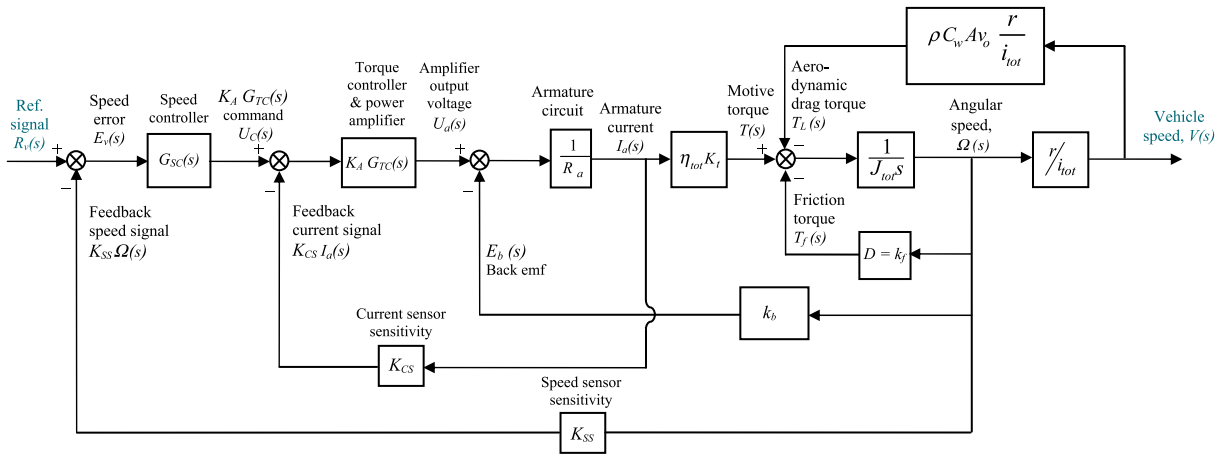 Ref.
signal
R_v(s)
+
−
Speed
error
E_v(s)
Speed
controller
G_SC(s)
K_A G_TC(s)
command
U_C(s)
+
−
Torque
controller
& power
amplifier
K_A G_TC(s)
Amplifier
output
voltage
U_a(s)
+
−
Armature
circuit
1
R_a
Armature
current
I_a(s)
η_tot K_t
Motive
torque
T(s)
+
−
−
Aero-
dynamic
drag torque
T_L(s)
ρ C_w A v_o r
i_tot
1
J_tot s
Angular
speed,
Ω(s)
r/i_tot
Vehicle
speed, V(s)
Friction
torque
T_f(s)
D = k_f
Feedback
speed signal
K_SS Ω(s)
Feedback
current signal
K_CS I_a(s)
E_b (s)
Back emf
k_b
Current sensor
sensitivity
K_CS
Speed sensor
sensitivity
K_SS